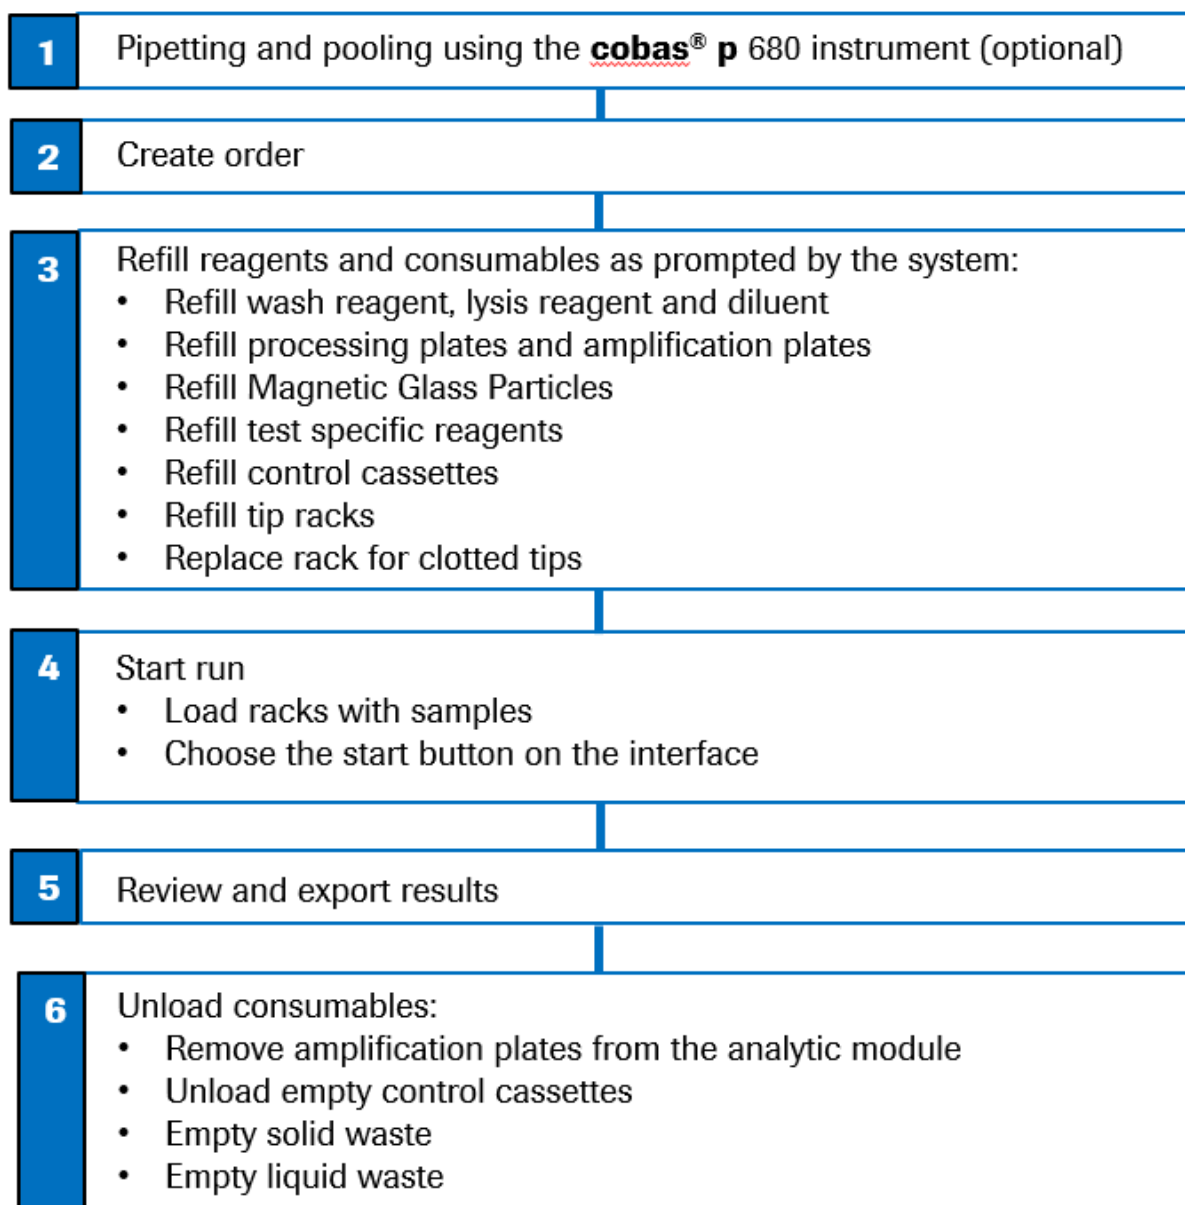 1 Pipetting and pooling using the cobas® p 680 instrument (optional)
2 Create order
3 Refill reagents and consumables as prompted by the system:
• Refill wash reagent, lysis reagent and diluent
• Refill processing plates and amplification plates
• Refill Magnetic Glass Particles
• Refill test specific reagents
• Refill control cassettes
• Refill tip racks
• Replace rack for clotted tips
4 Start run
• Load racks with samples
• Choose the start button on the interface
5 Review and export results
6 Unload consumables:
• Remove amplification plates from the analytic module
• Unload empty control cassettes
• Empty solid waste
• Empty liquid waste